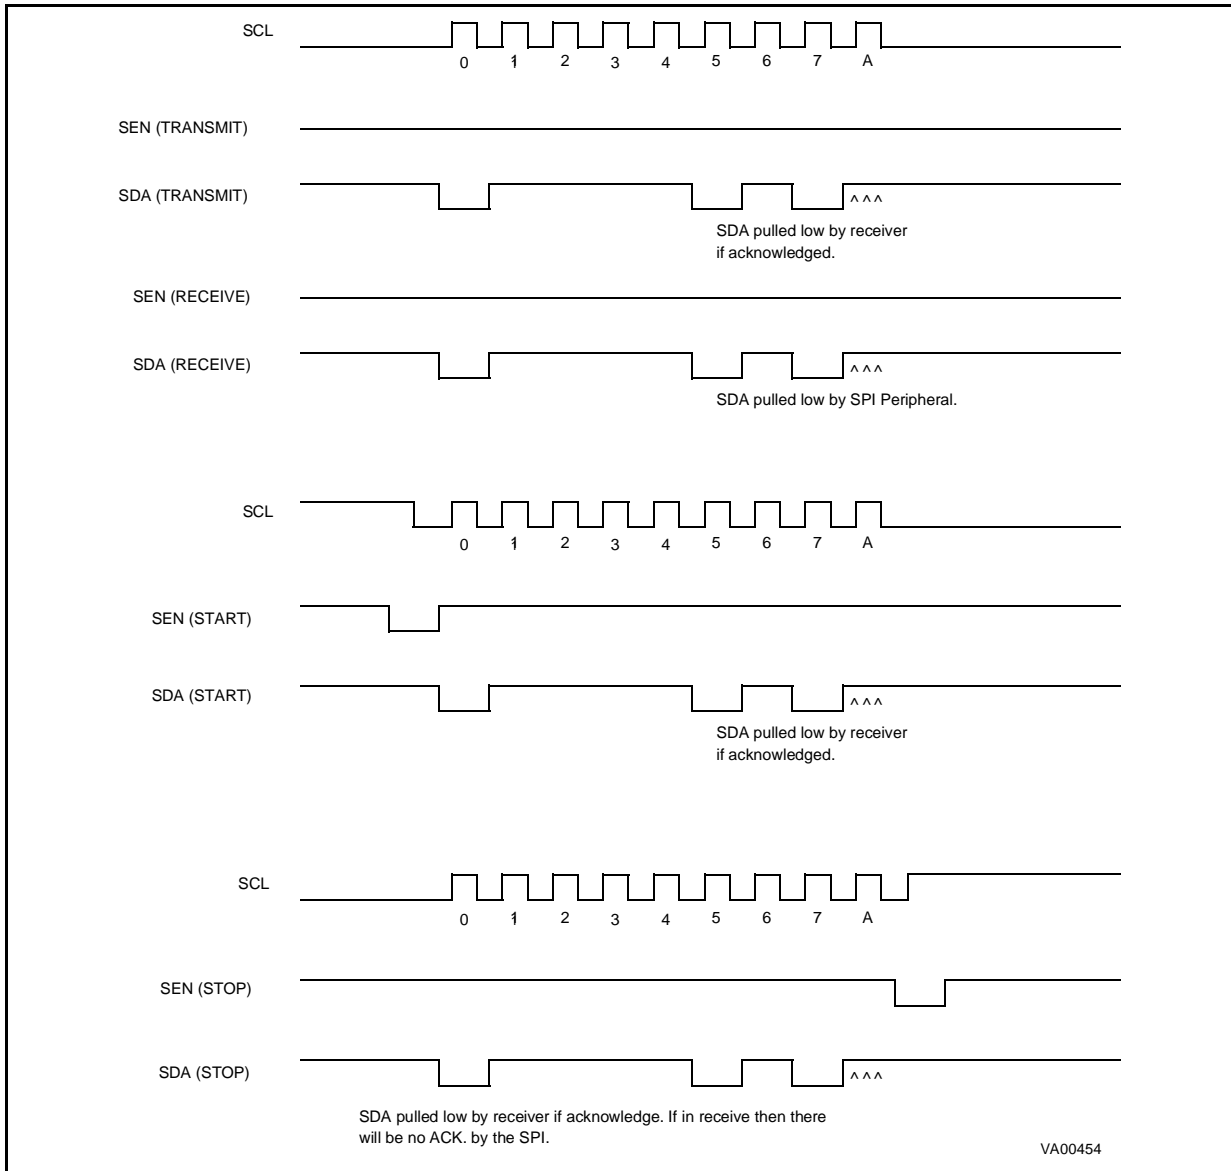 SCL
0 1 2 3 4 5 6 7 A
SEN (TRANSMIT)
SDA (TRANSMIT)
^ ^ ^
SDA pulled low by receiver
if acknowledged.
SEN (RECEIVE)
SDA (RECEIVE)
^ ^ ^
SDA pulled low by SPI Peripheral.
SCL
0 1 2 3 4 5 6 7 A
SEN (START)
SDA (START)
^ ^ ^
SDA pulled low by receiver
if acknowledged.
SCL
0 1 2 3 4 5 6 7 A
SEN (STOP)
SDA (STOP)
^ ^ ^
SDA pulled low by receiver if acknowledge. If in receive then there
will be no ACK. by the SPI.
VA00454